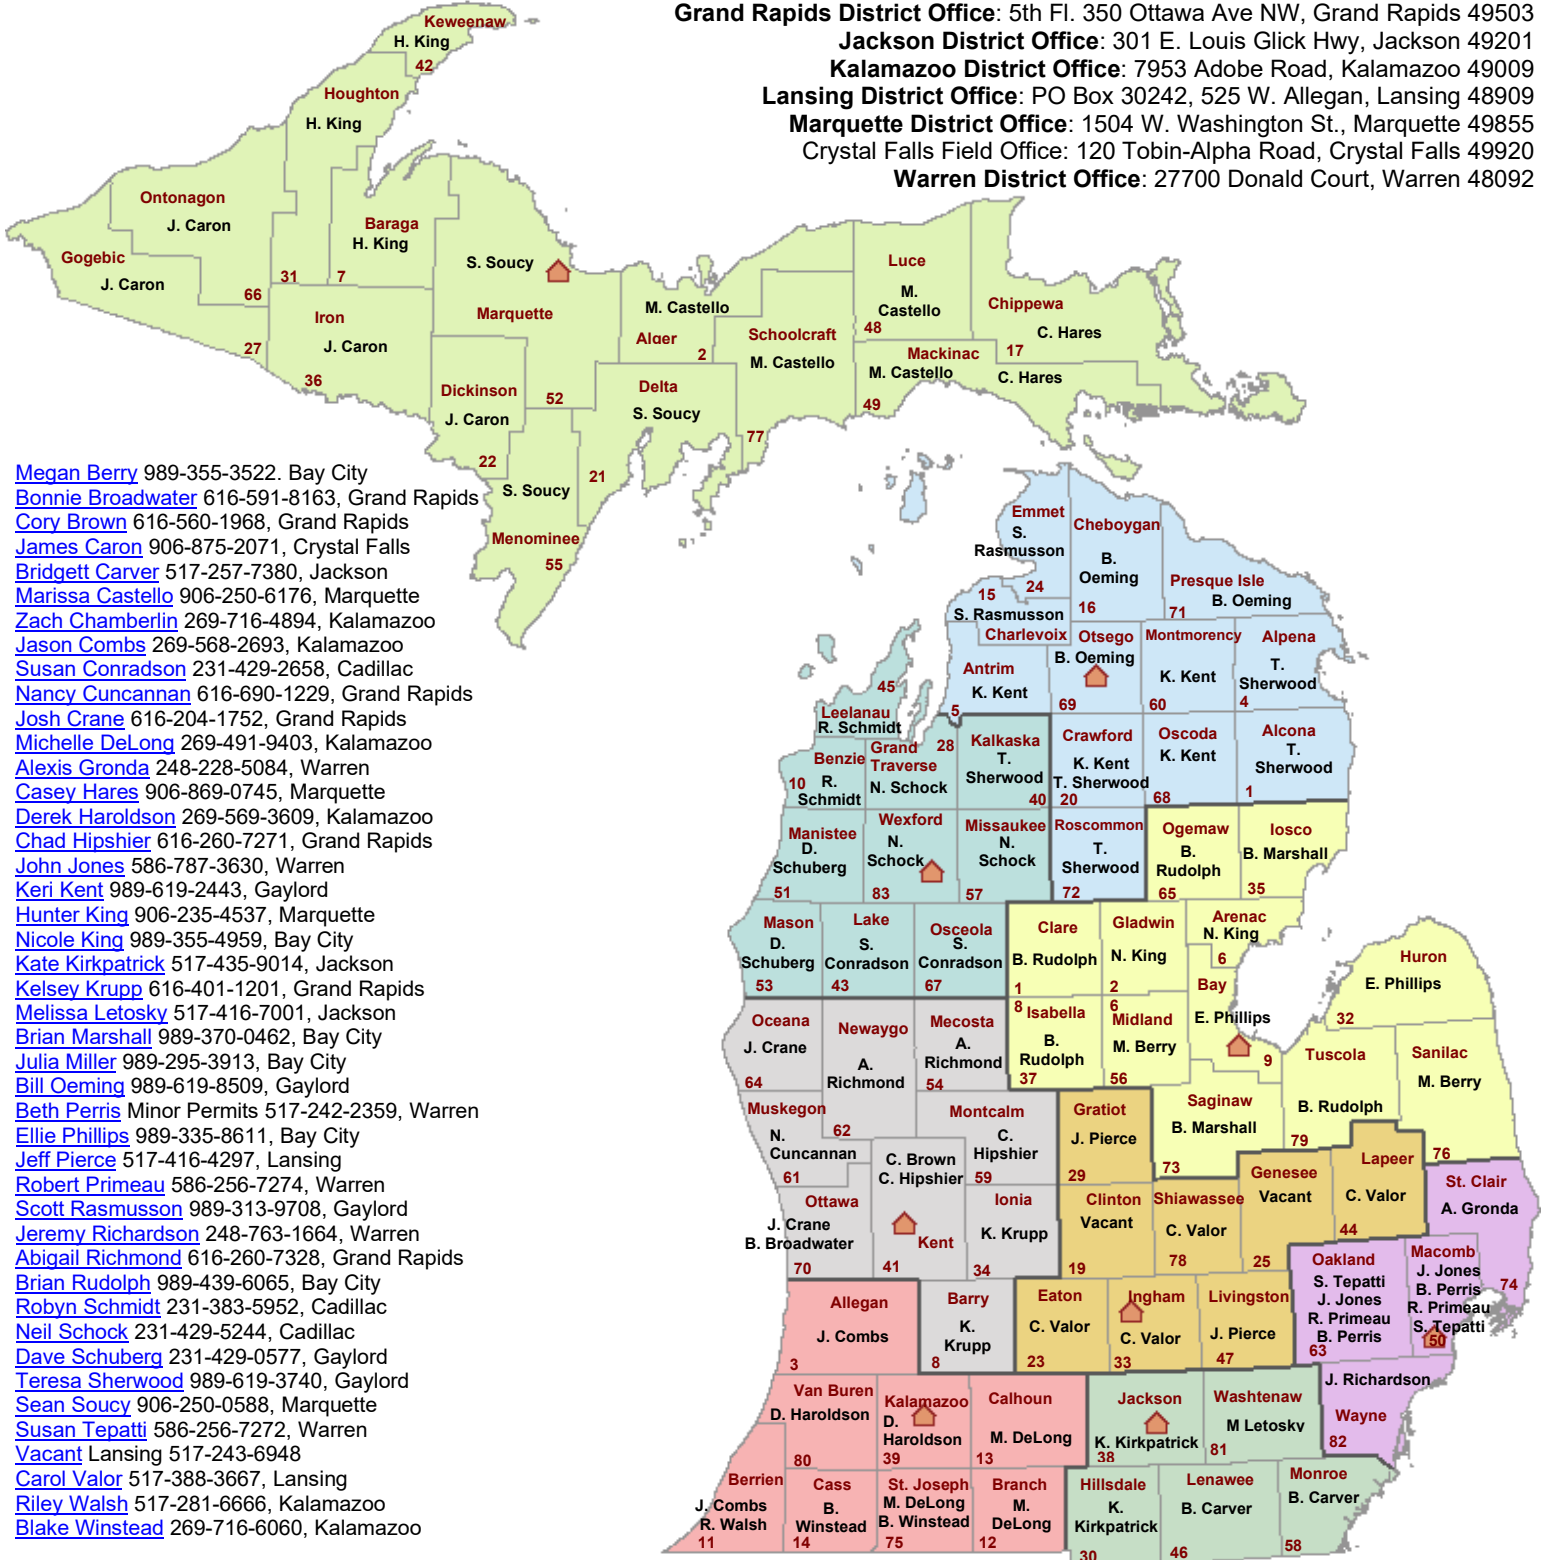 Grand Rapids District Office: 5th Fl. 350 Ottawa Ave NW, Grand Rapids 49503
Jackson District Office: 301 E. Louis Glick Hwy, Jackson 49201
Kalamazoo District Office: 7953 Adobe Road, Kalamazoo 49009
Lansing District Office: PO Box 30242, 525 W. Allegan, Lansing 48909
Marquette District Office: 1504 W. Washington St., Marquette 49855
Crystal Falls Field Office: 120 Tobin-Alpha Road, Crystal Falls 49920
Warren District Office: 27700 Donald Court, Warren 48092
Keweenaw
H. King
42
Houghton
H. King
31
Ontonagon
J. Caron
66
Gogebic
J. Caron
27
Baraga
H. King
7
Iron
J. Caron
36
S. Soucy
Marquette
52
Dickinson
J. Caron
22
M. Castello
Alger
2
Delta
S. Soucy
21
S. Soucy
Menominee
55
Schoolcraft
M. Castello
77
Luce
M.
Castello
48
Chippewa
C. Hares
17
Mackinac
M. Castello
C. Hares
49
Megan Berry 989-355-3522. Bay City
Bonnie Broadwater 616-591-8163, Grand Rapids
Cory Brown 616-560-1968, Grand Rapids
James Caron 906-875-2071, Crystal Falls
Bridgett Carver 517-257-7380, Jackson
Marissa Castello 906-250-6176, Marquette
Zach Chamberlin 269-716-4894, Kalamazoo
Jason Combs 269-568-2693, Kalamazoo
Susan Conradson 231-429-2658, Cadillac
Nancy Cuncannan 616-690-1229, Grand Rapids
Josh Crane 616-204-1752, Grand Rapids
Michelle DeLong 269-491-9403, Kalamazoo
Alexis Gronda 248-228-5084, Warren
Casey Hares 906-869-0745, Marquette
Derek Haroldson 269-569-3609, Kalamazoo
Chad Hipshier 616-260-7271, Grand Rapids
John Jones 586-787-3630, Warren
Keri Kent 989-619-2443, Gaylord
Hunter King 906-235-4537, Marquette
Nicole King 989-355-4959, Bay City
Kate Kirkpatrick 517-435-9014, Jackson
Kelsey Krupp 616-401-1201, Grand Rapids
Melissa Letosky 517-416-7001, Jackson
Brian Marshall 989-370-0462, Bay City
Julia Miller 989-295-3913, Bay City
Bill Oeming 989-619-8509, Gaylord
Beth Perris Minor Permits 517-242-2359, Warren
Ellie Phillips 989-335-8611, Bay City
Jeff Pierce 517-416-4297, Lansing
Robert Primeau 586-256-7274, Warren
Scott Rasmusson 989-313-9708, Gaylord
Jeremy Richardson 248-763-1664, Warren
Abigail Richmond 616-260-7328, Grand Rapids
Brian Rudolph 989-439-6065, Bay City
Robyn Schmidt 231-383-5952, Cadillac
Neil Schock 231-429-5244, Cadillac
Dave Schuberg 231-429-0577, Gaylord
Teresa Sherwood 989-619-3740, Gaylord
Sean Soucy 906-250-0588, Marquette
Susan Tepatti 586-256-7272, Warren
Vacant Lansing 517-243-6948
Carol Valor 517-388-3667, Lansing
Riley Walsh 517-281-6666, Kalamazoo
Blake Winstead 269-716-6060, Kalamazoo
Emmet
S.
Rasmusson
24
Cheboygan
B.
Oeming
16
Presque Isle
B. Oeming
71
15
S. Rasmusson
Charlevoix
Antrim
K. Kent
5
Otsego
B. Oeming
69
Montmorency
K. Kent
60
Alpena
T.
Sherwood
4
45
Leelanau
R. Schmidt
Benzie
10
R.
Schmidt
Grand
Traverse
28
N. Schock
Kalkaska
T.
Sherwood
40
Crawford
K. Kent
T. Sherwood
20
Oscoda
K. Kent
68
Alcona
T.
Sherwood
1
Manistee
D.
Schuberg
51
Wexford
N.
Schock
83
Missaukee
N.
Schock
57
Roscommon
T.
Sherwood
72
Ogemaw
B.
Rudolph
65
Iosco
B. Marshall
35
Mason
D.
Schuberg
53
Lake
S.
Conradson
43
Osceola
S.
Conradson
67
Clare
B. Rudolph
1
8
Gladwin
N. King
2
6
Arenac
N. King
6
Bay
E. Phillips
9
Huron
E. Phillips
32
Oceana
J. Crane
64
Newaygo
A.
Richmond
62
Mecosta
A.
Richmond
54
Isabella
B.
Rudolph
37
Midland
M. Berry
56
Tuscola
B. Rudolph
79
Sanilac
M. Berry
76
Muskegon
N.
Cuncannan
61
Montcalm
C.
Hipshier
59
Gratiot
J. Pierce
29
Saginaw
B. Marshall
73
Ottawa
J. Crane
B. Broadwater
70
C. Brown
C. Hipshier
Kent
41
Ionia
K. Krupp
34
Clinton
Vacant
19
Shiawassee
C. Valor
78
Genesee
Vacant
25
Lapeer
C. Valor
44
St. Clair
A. Gronda
74
Allegan
J. Combs
3
Barry
K.
Krupp
8
Eaton
C. Valor
23
Ingham
C. Valor
33
Livingston
J. Pierce
47
Oakland
S. Tepatti
J. Jones
R. Primeau
B. Perris
63
Macomb
J. Jones
B. Perris
R. Primeau
S. Tepatti
50
Van Buren
D. Haroldson
80
Kalamazoo
D.
Haroldson
39
Calhoun
M. DeLong
13
Jackson
K. Kirkpatrick
38
Washtenaw
M Letosky
81
J. Richardson
Wayne
82
Berrien
J. Combs
R. Walsh
11
Cass
B.
Winstead
14
St. Joseph
M. DeLong
B. Winstead
75
Branch
M.
DeLong
12
Hillsdale
K.
Kirkpatrick
30
Lenawee
B. Carver
46
Monroe
B. Carver
58